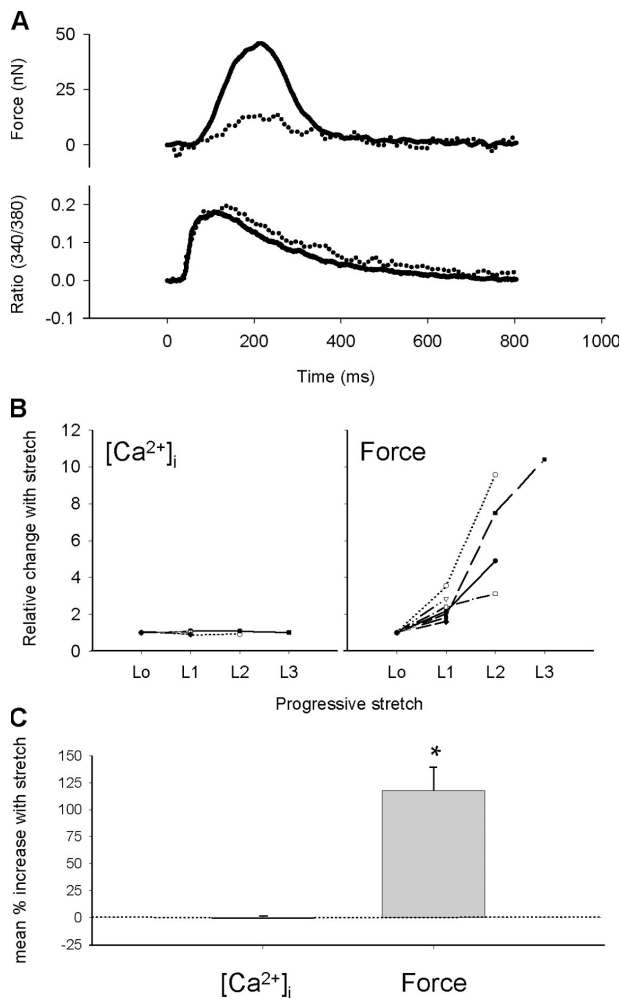 A
50
25
0
Force (nN)
0.2
0.1
0.0
-0.1
Ratio (340/380)
0 200 400 600 800 1000
Time (ms)
B
12
10
8
6
4
2
0
Relative change with stretch
[Ca²⁺]ᵢ
Force
Lo L1 L2 L3 Lo L1 L2 L3
Progressive stretch
C
150
125
100
75
50
25
0
-25
mean % increase with stretch
*
[Ca²⁺]ᵢ Force